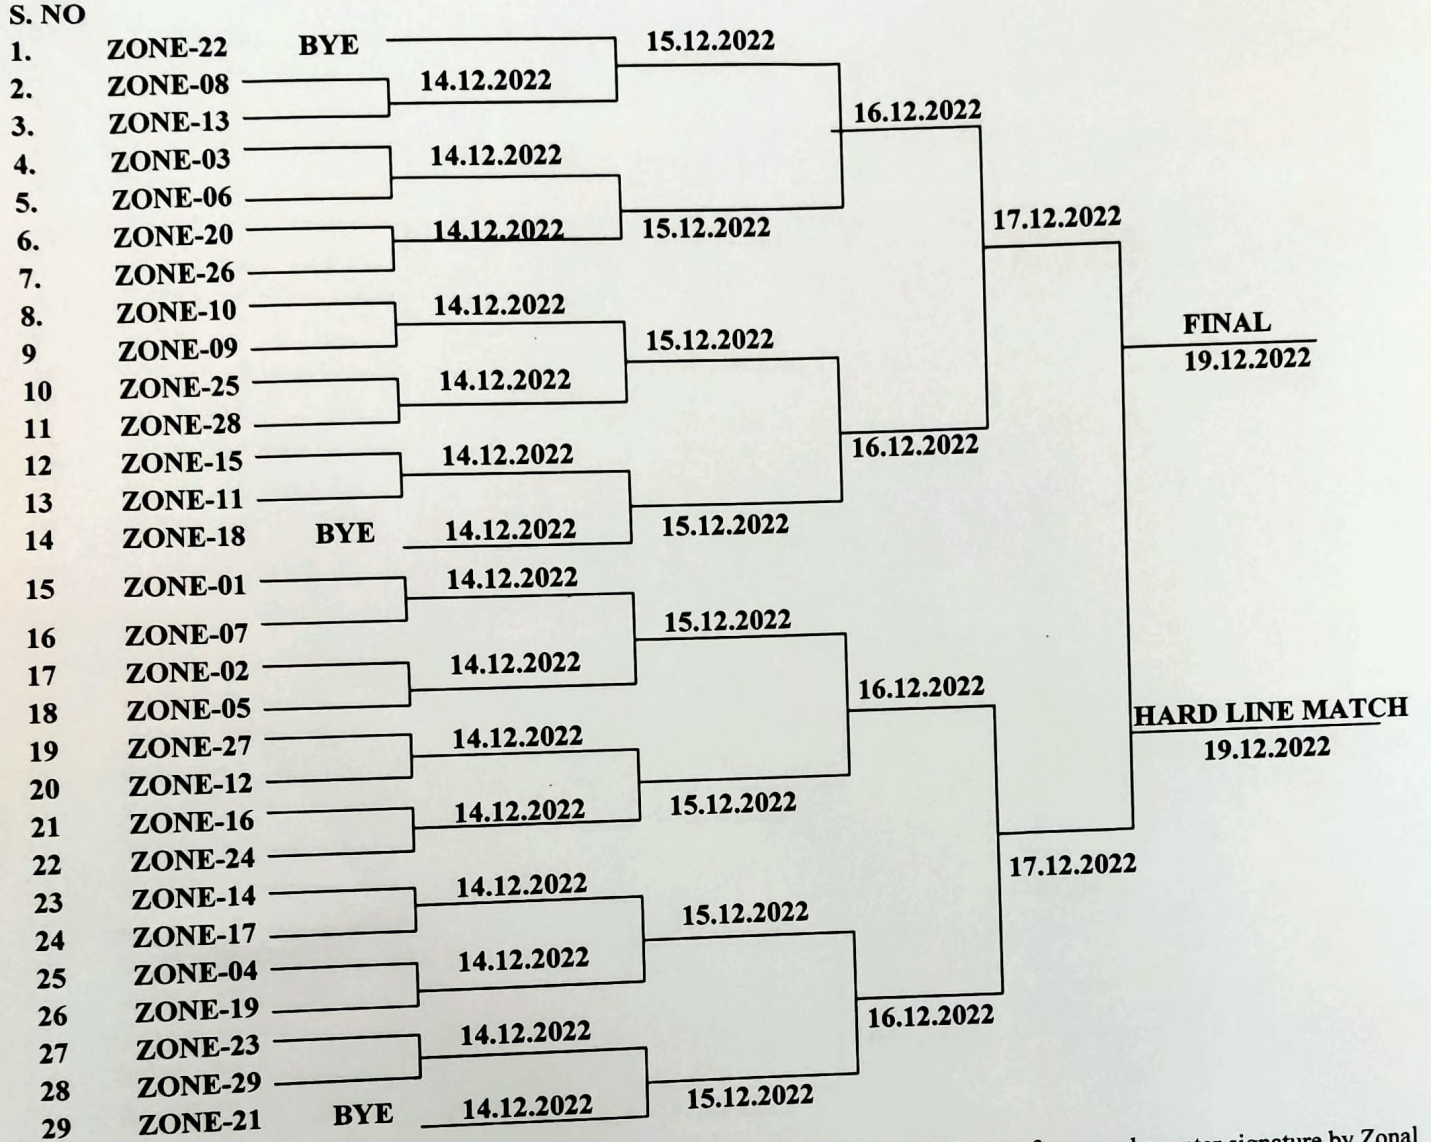 S. NO
1. ZONE-22 BYE 15.12.2022
2. ZONE-08 14.12.2022
3. ZONE-13 16.12.2022
4. ZONE-03 14.12.2022
5. ZONE-06
6. ZONE-20 14.12.2022 15.12.2022 17.12.2022
7. ZONE-26
8. ZONE-10 14.12.2022
9 ZONE-09 15.12.2022 FINAL
19.12.2022
10 ZONE-25 14.12.2022
11 ZONE-28 16.12.2022
12 ZONE-15 14.12.2022
13 ZONE-11
14 ZONE-18 BYE 14.12.2022 15.12.2022
15 ZONE-01 14.12.2022
16 ZONE-07 15.12.2022
17 ZONE-02 14.12.2022
18 ZONE-05 16.12.2022 HARD LINE MATCH
19 ZONE-27 14.12.2022 19.12.2022
20 ZONE-12 15.12.2022
21 ZONE-16 14.12.2022
22 ZONE-24 17.12.2022
23 ZONE-14 14.12.2022 15.12.2022
24 ZONE-17
25 ZONE-04 14.12.2022
26 ZONE-19 16.12.2022
27 ZONE-23 14.12.2022
28 ZONE-29 15.12.2022
29 ZONE-21 BYE 14.12.2022
signature by Zonal